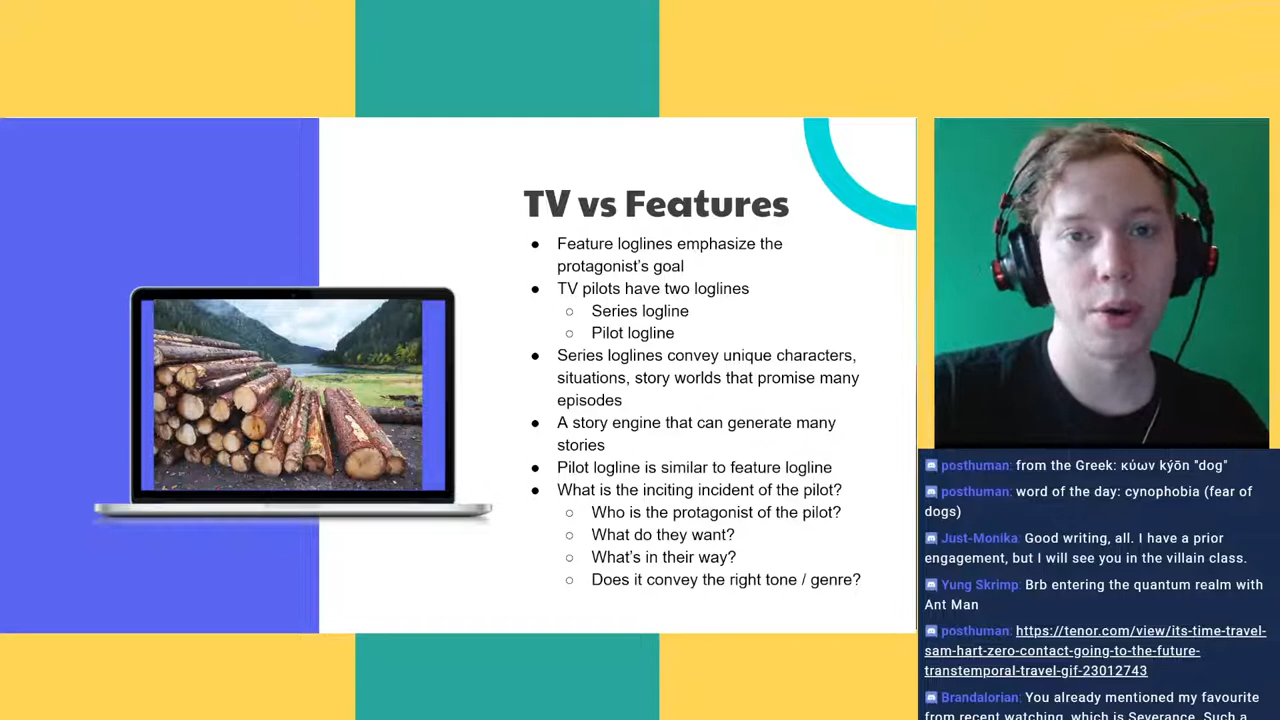 TV vs Features
● Feature loglines emphasize the
protagonist's goal
● TV pilots have two loglines
○ Series logline
○ Pilot logline
● Series loglines convey unique characters,
situations, story worlds that promise many
episodes
● A story engine that can generate many
stories
● Pilot logline is similar to feature logline
● What is the inciting incident of the pilot?
○ Who is the protagonist of the pilot?
○ What do they want?
○ What's in their way?
○ Does it convey the right tone / genre?
posthuman: from the Greek: κύων kýōn "dog"
posthuman: word of the day: cynophobia (fear of
dogs)
Just-Monika: Good writing, all. I have a prior
engagement, but I will see you in the villain class.
Yung Skrimp: Brb entering the quantum realm with
Ant Man
posthuman: https://tenor.com/view/its-time-travel-
sam-hart-zero-contact-going-to-the-future-
transtemporal-travel-gif-23012743
Brandalorian: You already mentioned my favourite
from recent watching, which is Severance. Such a